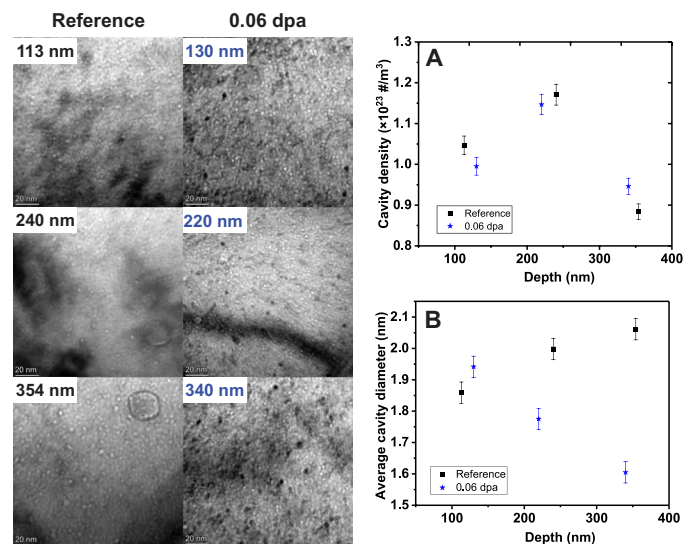 Reference 0.06 dpa
113 nm 130 nm
20 nm 20 nm
240 nm 220 nm
20 nm 20 nm
354 nm 340 nm
20 nm 20 nm
A
Cavity density (×10²³ #/m³)
1.3
1.2
1.1
1.0
0.9
0.8
Reference
0.06 dpa
100 200 300 400
Depth (nm)
B
Average cavity diameter (nm)
2.1
2.0
1.9
1.8
1.7
1.6
1.5
Reference
0.06 dpa
100 200 300 400
Depth (nm)